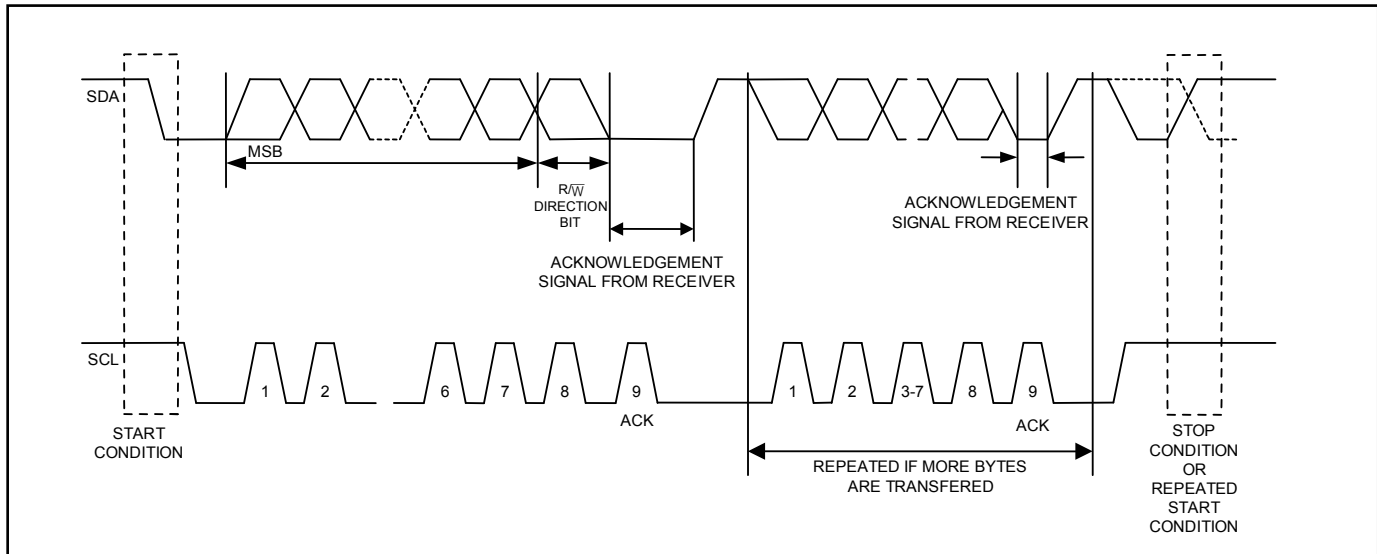 SDA
MSB
R/W̅
DIRECTION
BIT
ACKNOWLEDGEMENT
SIGNAL FROM RECEIVER
ACKNOWLEDGEMENT
SIGNAL FROM RECEIVER
SCL
1 2 6 7 8 9 1 2 3-7 8 9
ACK ACK
START
CONDITION
REPEATED IF MORE BYTES
ARE TRANSFERED
STOP
CONDITION
OR
REPEATED
START
CONDITION